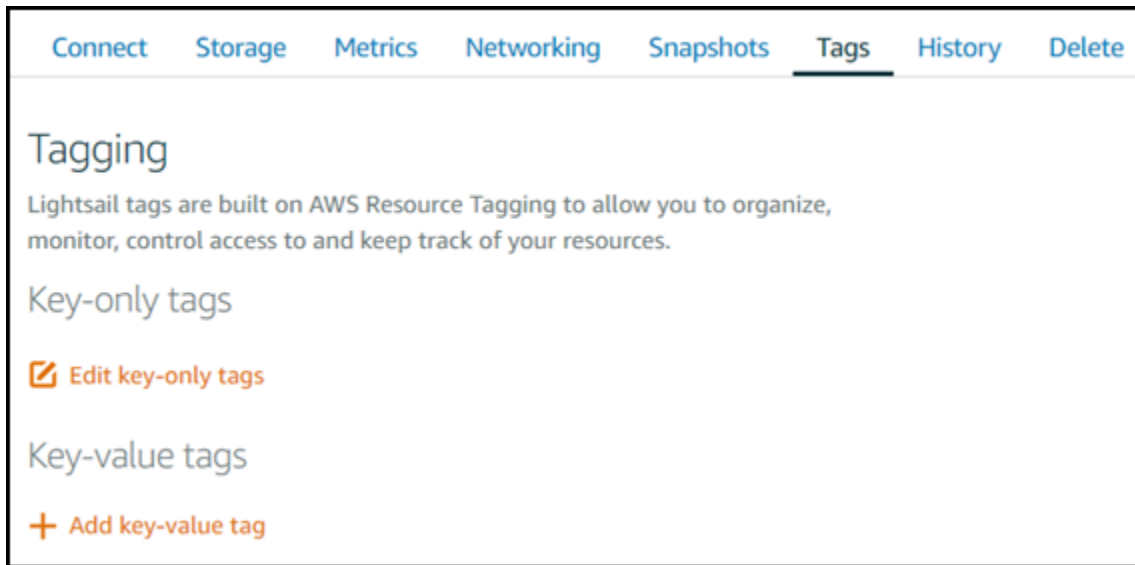 Connect Storage Metrics Networking Snapshots Tags History Delete
Tagging
Lightsail tags are built on AWS Resource Tagging to allow you to organize,
monitor, control access to and keep track of your resources.
Key-only tags
Edit key-only tags
Key-value tags
+ Add key-value tag